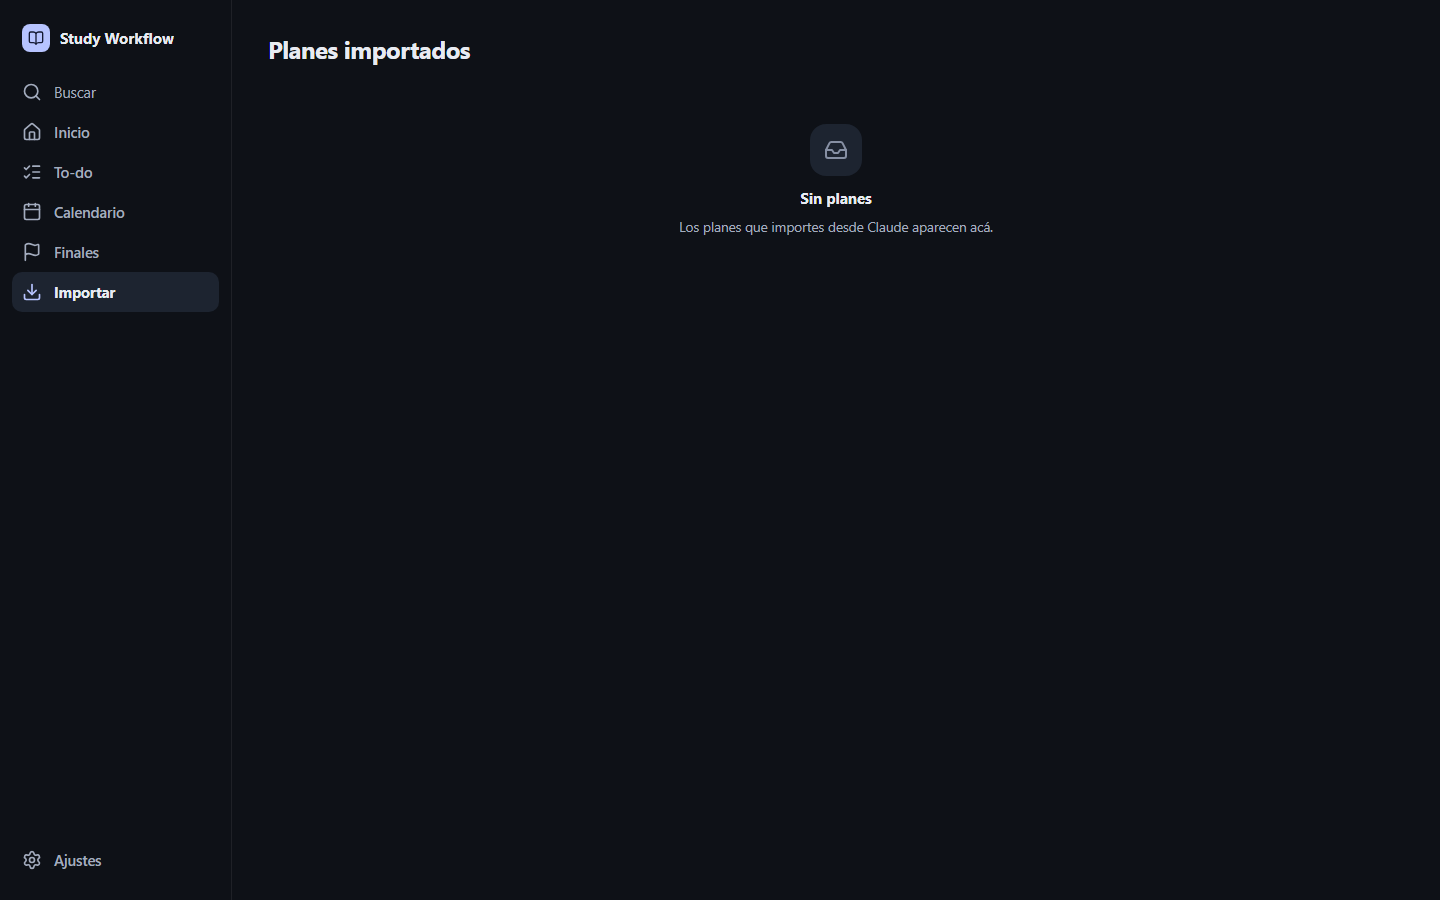 Study Workflow
Buscar
Inicio
To-do
Calendario
Finales
Importar
Ajustes
Planes importados
Sin planes
Los planes que importes desde Claude aparecen acá.